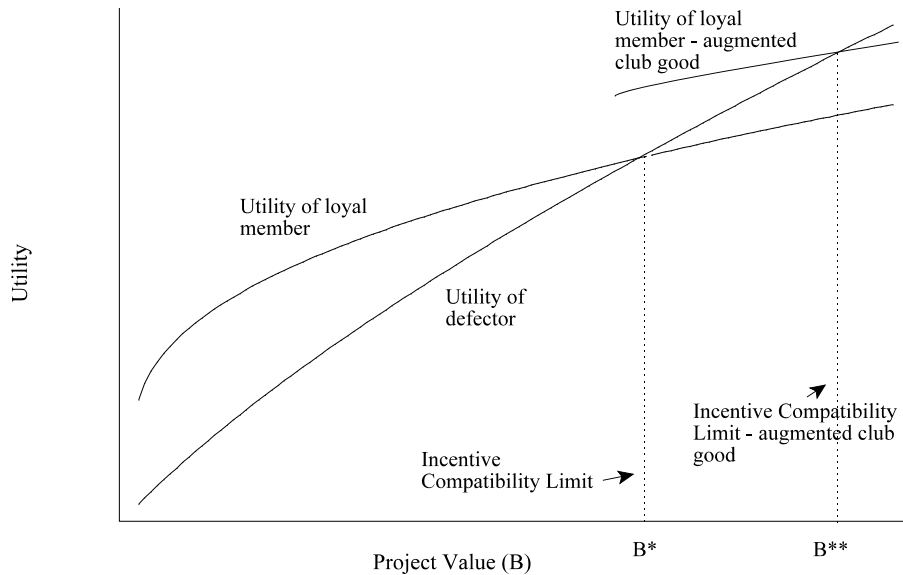 Utility of loyal
member - augmented
club good
Utility of loyal
member
Utility
Utility of
defector
Incentive Compatibility
Limit - augmented club
good
Incentive
Compatibility Limit
B*
B**
Project Value (B)